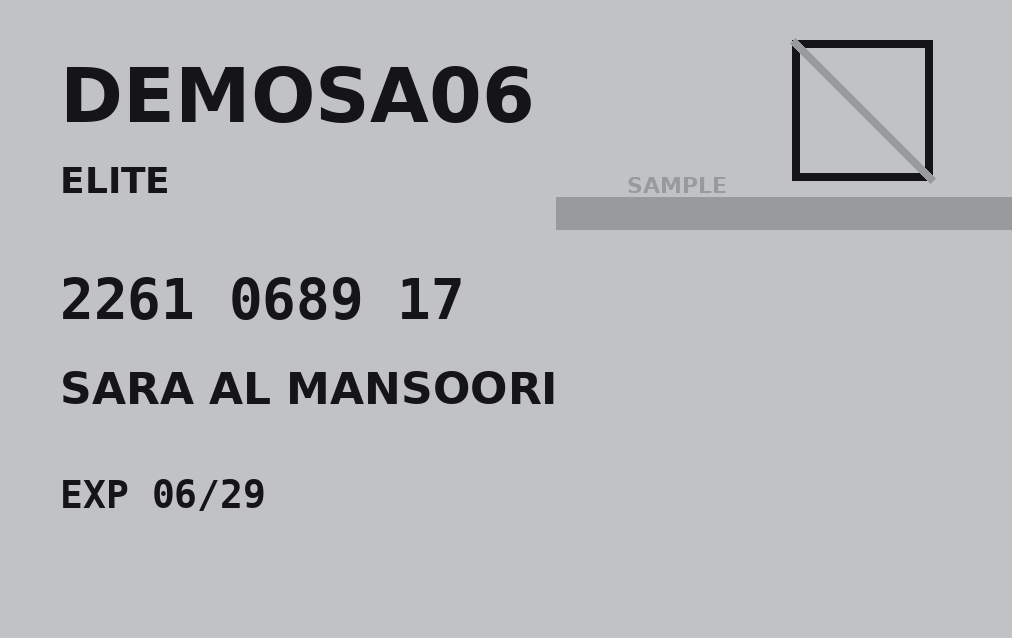 DEMOSA06
ELITE
SAMPLE
2261 0689 17
SARA AL MANSOORI
EXP 06/29